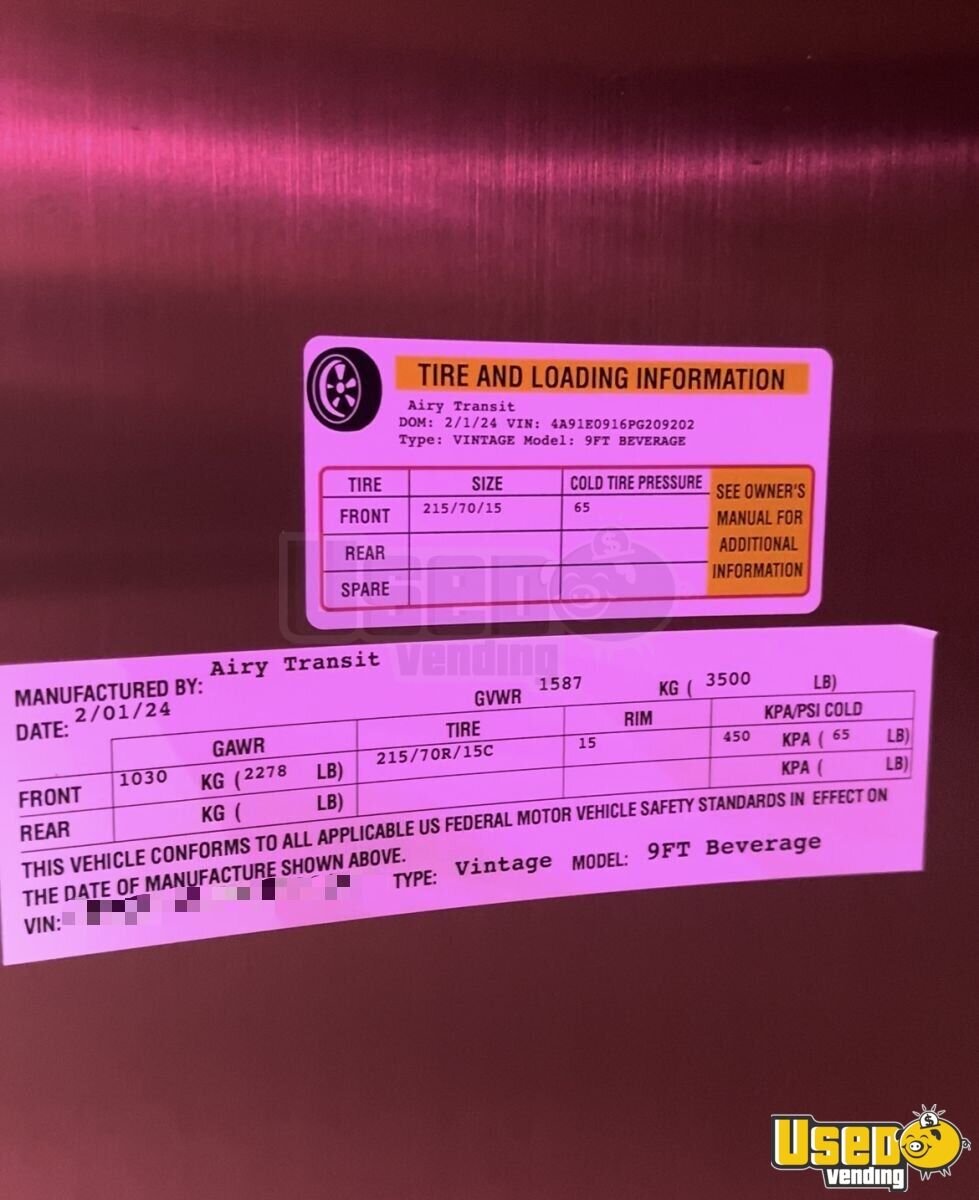 TIRE AND LOADING INFORMATION
Airy Transit
DOM: 2/1/24 VIN: 4A91E0916PG209202
Type: VINTAGE Model: 9FT BEVERAGE
TIRE SIZE COLD TIRE PRESSURE SEE OWNER'S MANUAL FOR ADDITIONAL INFORMATION
FRONT 215/70/15 65
REAR
SPARE
USED vending
MANUFACTURED BY: Airy Transit
DATE: 2/01/24 GVWR 1587 KG ( 3500 LB)
GAWR TIRE RIM KPA/PSI COLD
FRONT 1030 KG (2278 LB) 215/70R/15C 15 450 KPA ( 65 LB)
REAR KG ( LB) KPA ( LB)
THIS VEHICLE CONFORMS TO ALL APPLICABLE US FEDERAL MOTOR VEHICLE SAFETY STANDARDS IN EFFECT ON
THE DATE OF MANUFACTURE SHOWN ABOVE.
VIN: TYPE: Vintage MODEL: 9FT Beverage
USED vending